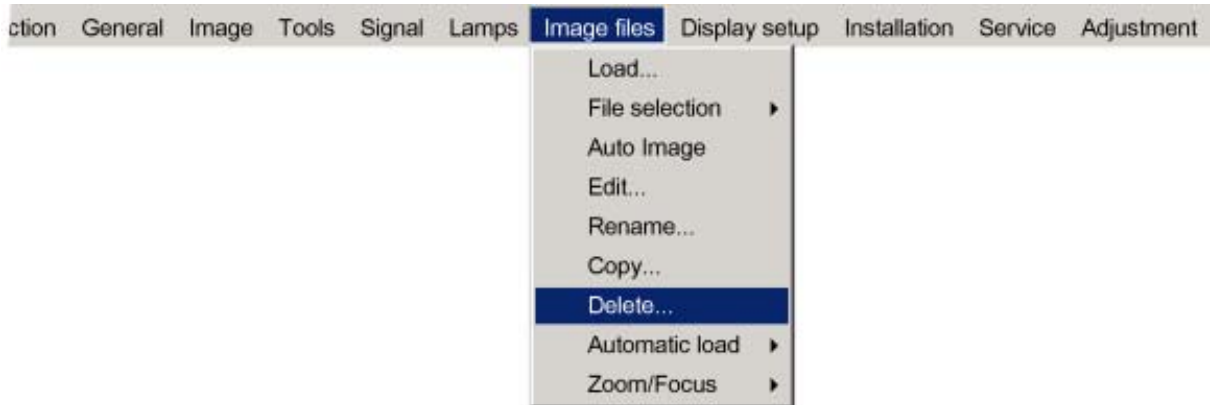 ction General Image Tools Signal Lamps Image files Display setup Installation Service Adjustment
Load...
File selection
Auto Image
Edit...
Rename...
Copy...
Delete...
Automatic load
Zoom/Focus